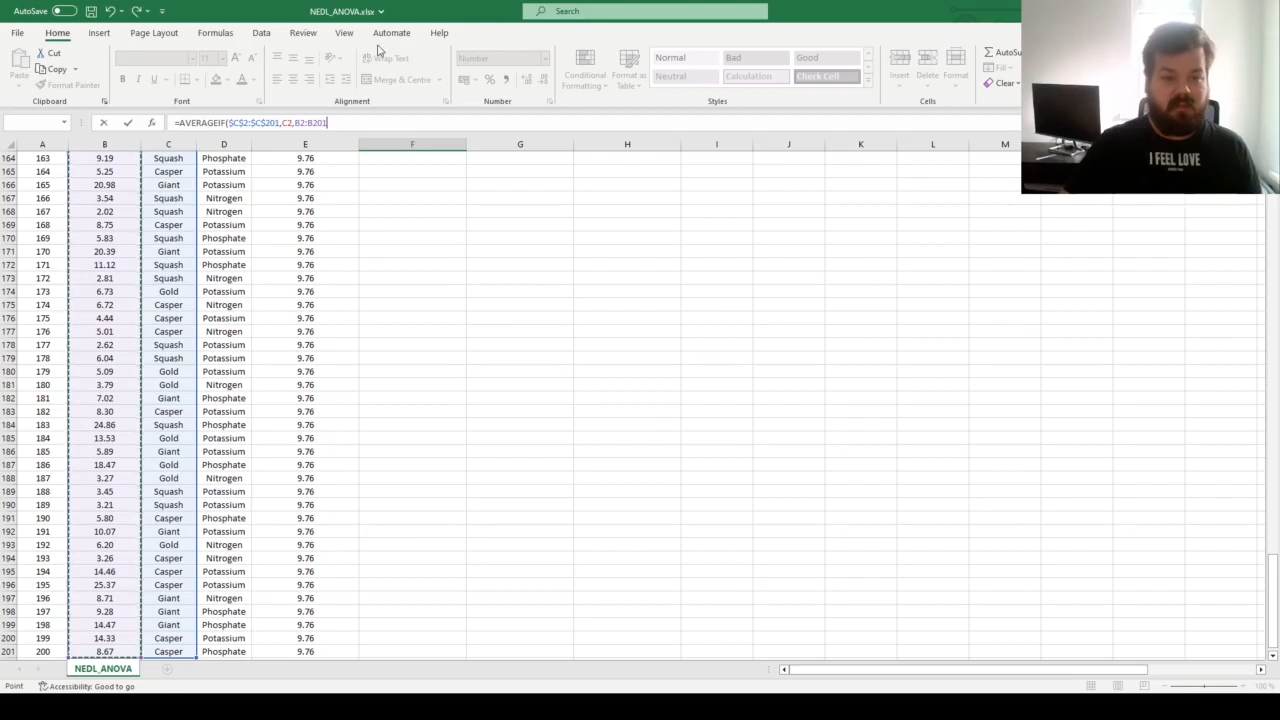 AutoSave Off NEDL_ANOVA.xlsx Search
File Home Insert Page Layout Formulas Data Review View Automate Help
Paste Cut Copy Format Painter Wrap Text Merge & Centre Number Conditional Formatting Format as Table Normal Bad Good Neutral Calculation Check Cell Insert Delete Format AutoSu Fill Clear
Clipboard Font Alignment Number Styles Cells
=AVERAGEIF($C$2:$C$201,C2,B2:B201
A B C D E F G H I J K L M
164 163 9.19 Squash Phosphate 9.76
165 164 5.25 Casper Potassium 9.76
166 165 20.98 Giant Potassium 9.76
167 166 3.54 Squash Nitrogen 9.76
168 167 2.02 Squash Nitrogen 9.76
169 168 8.75 Casper Potassium 9.76
170 169 5.83 Squash Phosphate 9.76
171 170 20.39 Giant Potassium 9.76
172 171 11.12 Squash Phosphate 9.76
173 172 2.81 Squash Nitrogen 9.76
174 173 6.73 Gold Potassium 9.76
175 174 6.72 Casper Nitrogen 9.76
176 175 4.44 Casper Potassium 9.76
177 176 5.01 Casper Nitrogen 9.76
178 177 2.62 Squash Potassium 9.76
179 178 6.04 Squash Potassium 9.76
180 179 5.09 Gold Potassium 9.76
181 180 3.79 Gold Nitrogen 9.76
182 181 7.02 Giant Phosphate 9.76
183 182 8.30 Casper Potassium 9.76
184 183 24.86 Squash Phosphate 9.76
185 184 13.53 Gold Potassium 9.76
186 185 5.89 Giant Potassium 9.76
187 186 18.47 Gold Phosphate 9.76
188 187 3.27 Gold Nitrogen 9.76
189 188 3.45 Squash Potassium 9.76
190 189 3.21 Squash Potassium 9.76
191 190 5.80 Casper Phosphate 9.76
192 191 10.07 Giant Potassium 9.76
193 192 6.20 Gold Nitrogen 9.76
194 193 3.26 Casper Nitrogen 9.76
195 194 14.46 Casper Potassium 9.76
196 195 25.37 Casper Potassium 9.76
197 196 8.71 Giant Nitrogen 9.76
198 197 9.28 Giant Phosphate 9.76
199 198 14.47 Giant Phosphate 9.76
200 199 14.33 Casper Potassium 9.76
201 200 8.67 Casper Phosphate 9.76
NEDL_ANOVA
Point Accessibility: Good to go 100 %
I FEEL LOVE